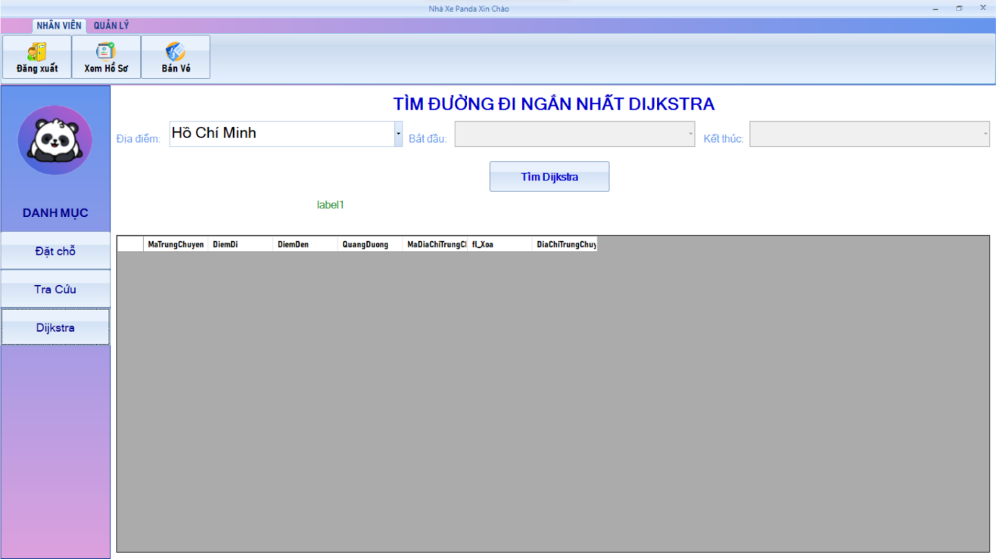 Nhà Xe Panda Xin Chào
NHÂN VIÊN QUẢN LÝ
Đăng xuất Xem Hồ Sơ Bán Vé
TÌM ĐƯỜNG ĐI NGẮN NHẤT DIJKSTRA
Địa điểm: Hồ Chí Minh Bắt đầu: Kết thúc:
Tìm Dijkstra
label1
DANH MỤC
Đặt chỗ
Tra Cứu
Dijkstra
MaTrungChuyen DiemDi DiemDen QuangDuong MaDiaChiTrungCl fl_Xoa DiaChiTrungChuy